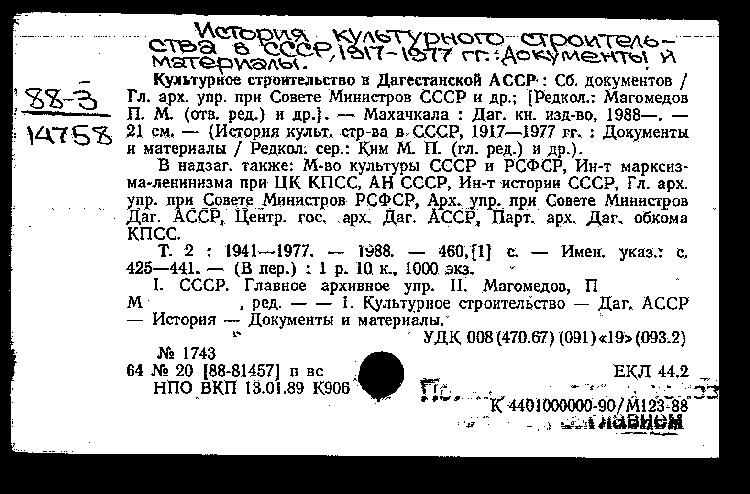 История культурного строитель-
ства в СССР, 1917-1977 гг.: Документы и
материалы.
Культурное строительство в Дагестанской АССР : Сб. документов /
88-3
Гл. арх. упр. при Совете Министров СССР и др.; [Редкол.: Магомедов
П. М. (отв. ред.) и др.]. — Махачкала : Даг. кн. изд-во, 1988—. —
14758
21 см. — (История культ. стр-ва в СССР, 1917—1977 гг. : Документы
и материалы / Редкол. сер.: Ким М. П. (гл. ред.) и др.).
В надзаг. также: М-во культуры СССР и РСФСР, Ин-т марксиз-
ма-ленинизма при ЦК КПСС, АН СССР, Ин-т истории СССР, Гл. арх.
упр. при Совете Министров РСФСР, Арх. упр. при Совете Министров
Даг. АССР, Центр. гос. арх. Даг. АССР, Парт. арх. Даг. обкома
КПСС.
Т. 2 : 1941—1977. — 1988. — 460,[1] с. — Имен. указ.: с.
425—441. — (В пер.) : 1 р. 10 к., 1000 экз.
I. СССР. Главное архивное упр. II. Магомедов, П
М , ред. — — 1. Культурное строительство — Даг. АССР
— История — Документы и материалы.
УДК 008(470.67)(091)«19»(093.2)
№ 1743
64 № 20 [88-81457] п вс ЕКЛ 44.2
НПО ВКП 13.01.89 К906
К 4401000000-90/М123-88
главнем